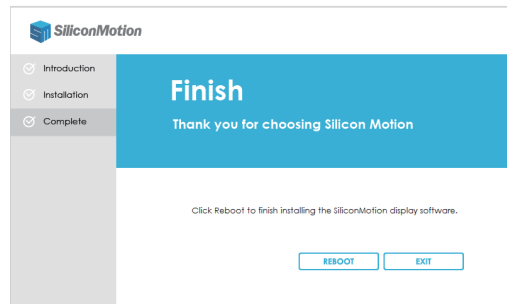 SiliconMotion
Introduction
Installation
Complete
Finish
Thank you for choosing Silicon Motion
Click Reboot to finish installing the SiliconMotion display software.
REBOOT
EXIT